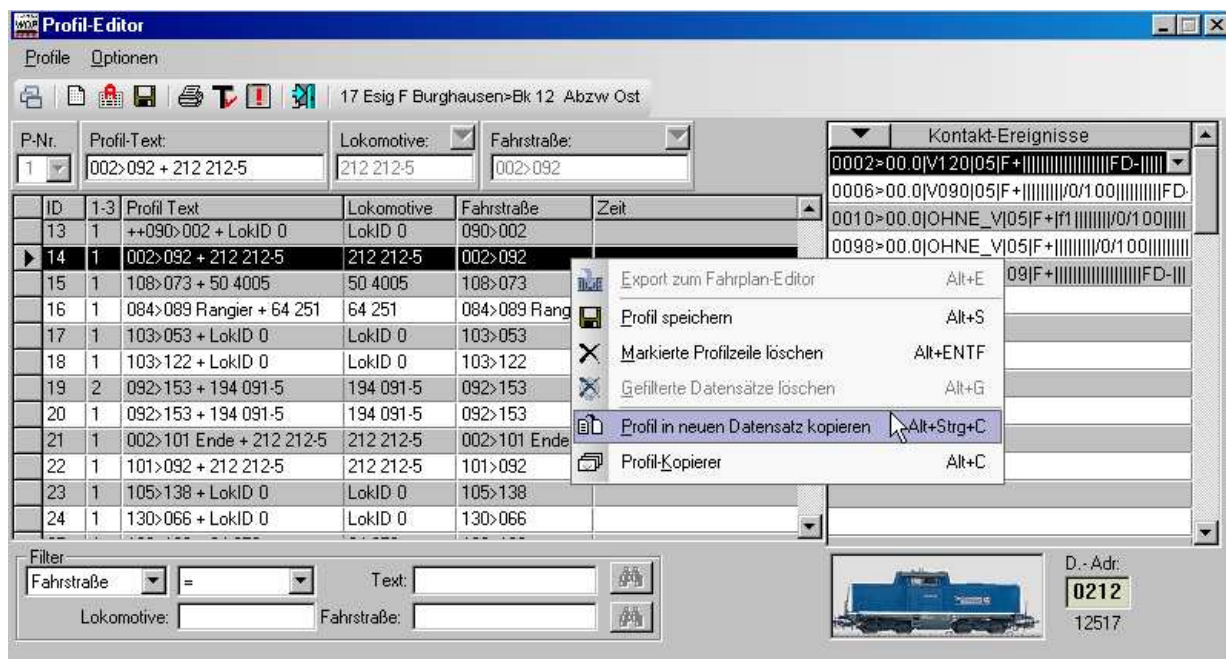 WDP Profil-Editor
Profile Optionen
17 Esig F Burghausen>Bk 12 Abzw Ost
P-Nr. Profil-Text: Lokomotive: Fahrstraße: Kontakt-Ereignisse
1 002>092 + 212 212-5 212 212-5 002>092
0002>00.0|V120|05|F+||||||||||||||||||FD-|||||
0006>00.0|V090|05|F+|||||||||/0/100||||||||||FD-
0010>00.0|OHNE_V|05|F+|f1||||||||/0/100|||||
0098>00.0|OHNE_V|05|F+|||||||||/0/100|||||||||
09|F+||||||||||||||||||FD-|||
ID 1-3 Profil Text Lokomotive Fahrstraße Zeit
13 1 ++090>002 + LokID 0 LokID 0 090>002
14 1 002>092 + 212 212-5 212 212-5 002>092
15 1 108>073 + 50 4005 50 4005 108>073
16 1 084>089 Rangier + 64 251 64 251 084>089 Rang
17 1 103>053 + LokID 0 LokID 0 103>053
18 1 103>122 + LokID 0 LokID 0 103>122
19 2 092>153 + 194 091-5 194 091-5 092>153
20 1 092>153 + 194 091-5 194 091-5 092>153
21 1 002>101 Ende + 212 212-5 212 212-5 002>101 Ende
22 1 101>092 + 212 212-5 212 212-5 101>092
23 1 105>138 + LokID 0 LokID 0 105>138
24 1 130>066 + LokID 0 LokID 0 130>066
Export zum Fahrplan-Editor Alt+E
Profil speichern Alt+S
Markierte Profilzeile löschen Alt+ENTF
Gefilterte Datensätze löschen Alt+G
Profil in neuen Datensatz kopieren Alt+Strg+C
Profil-Kopierer Alt+C
Filter
Fahrstraße = Text:
Lokomotive: Fahrstraße:
D.- Adr:
0212
12517